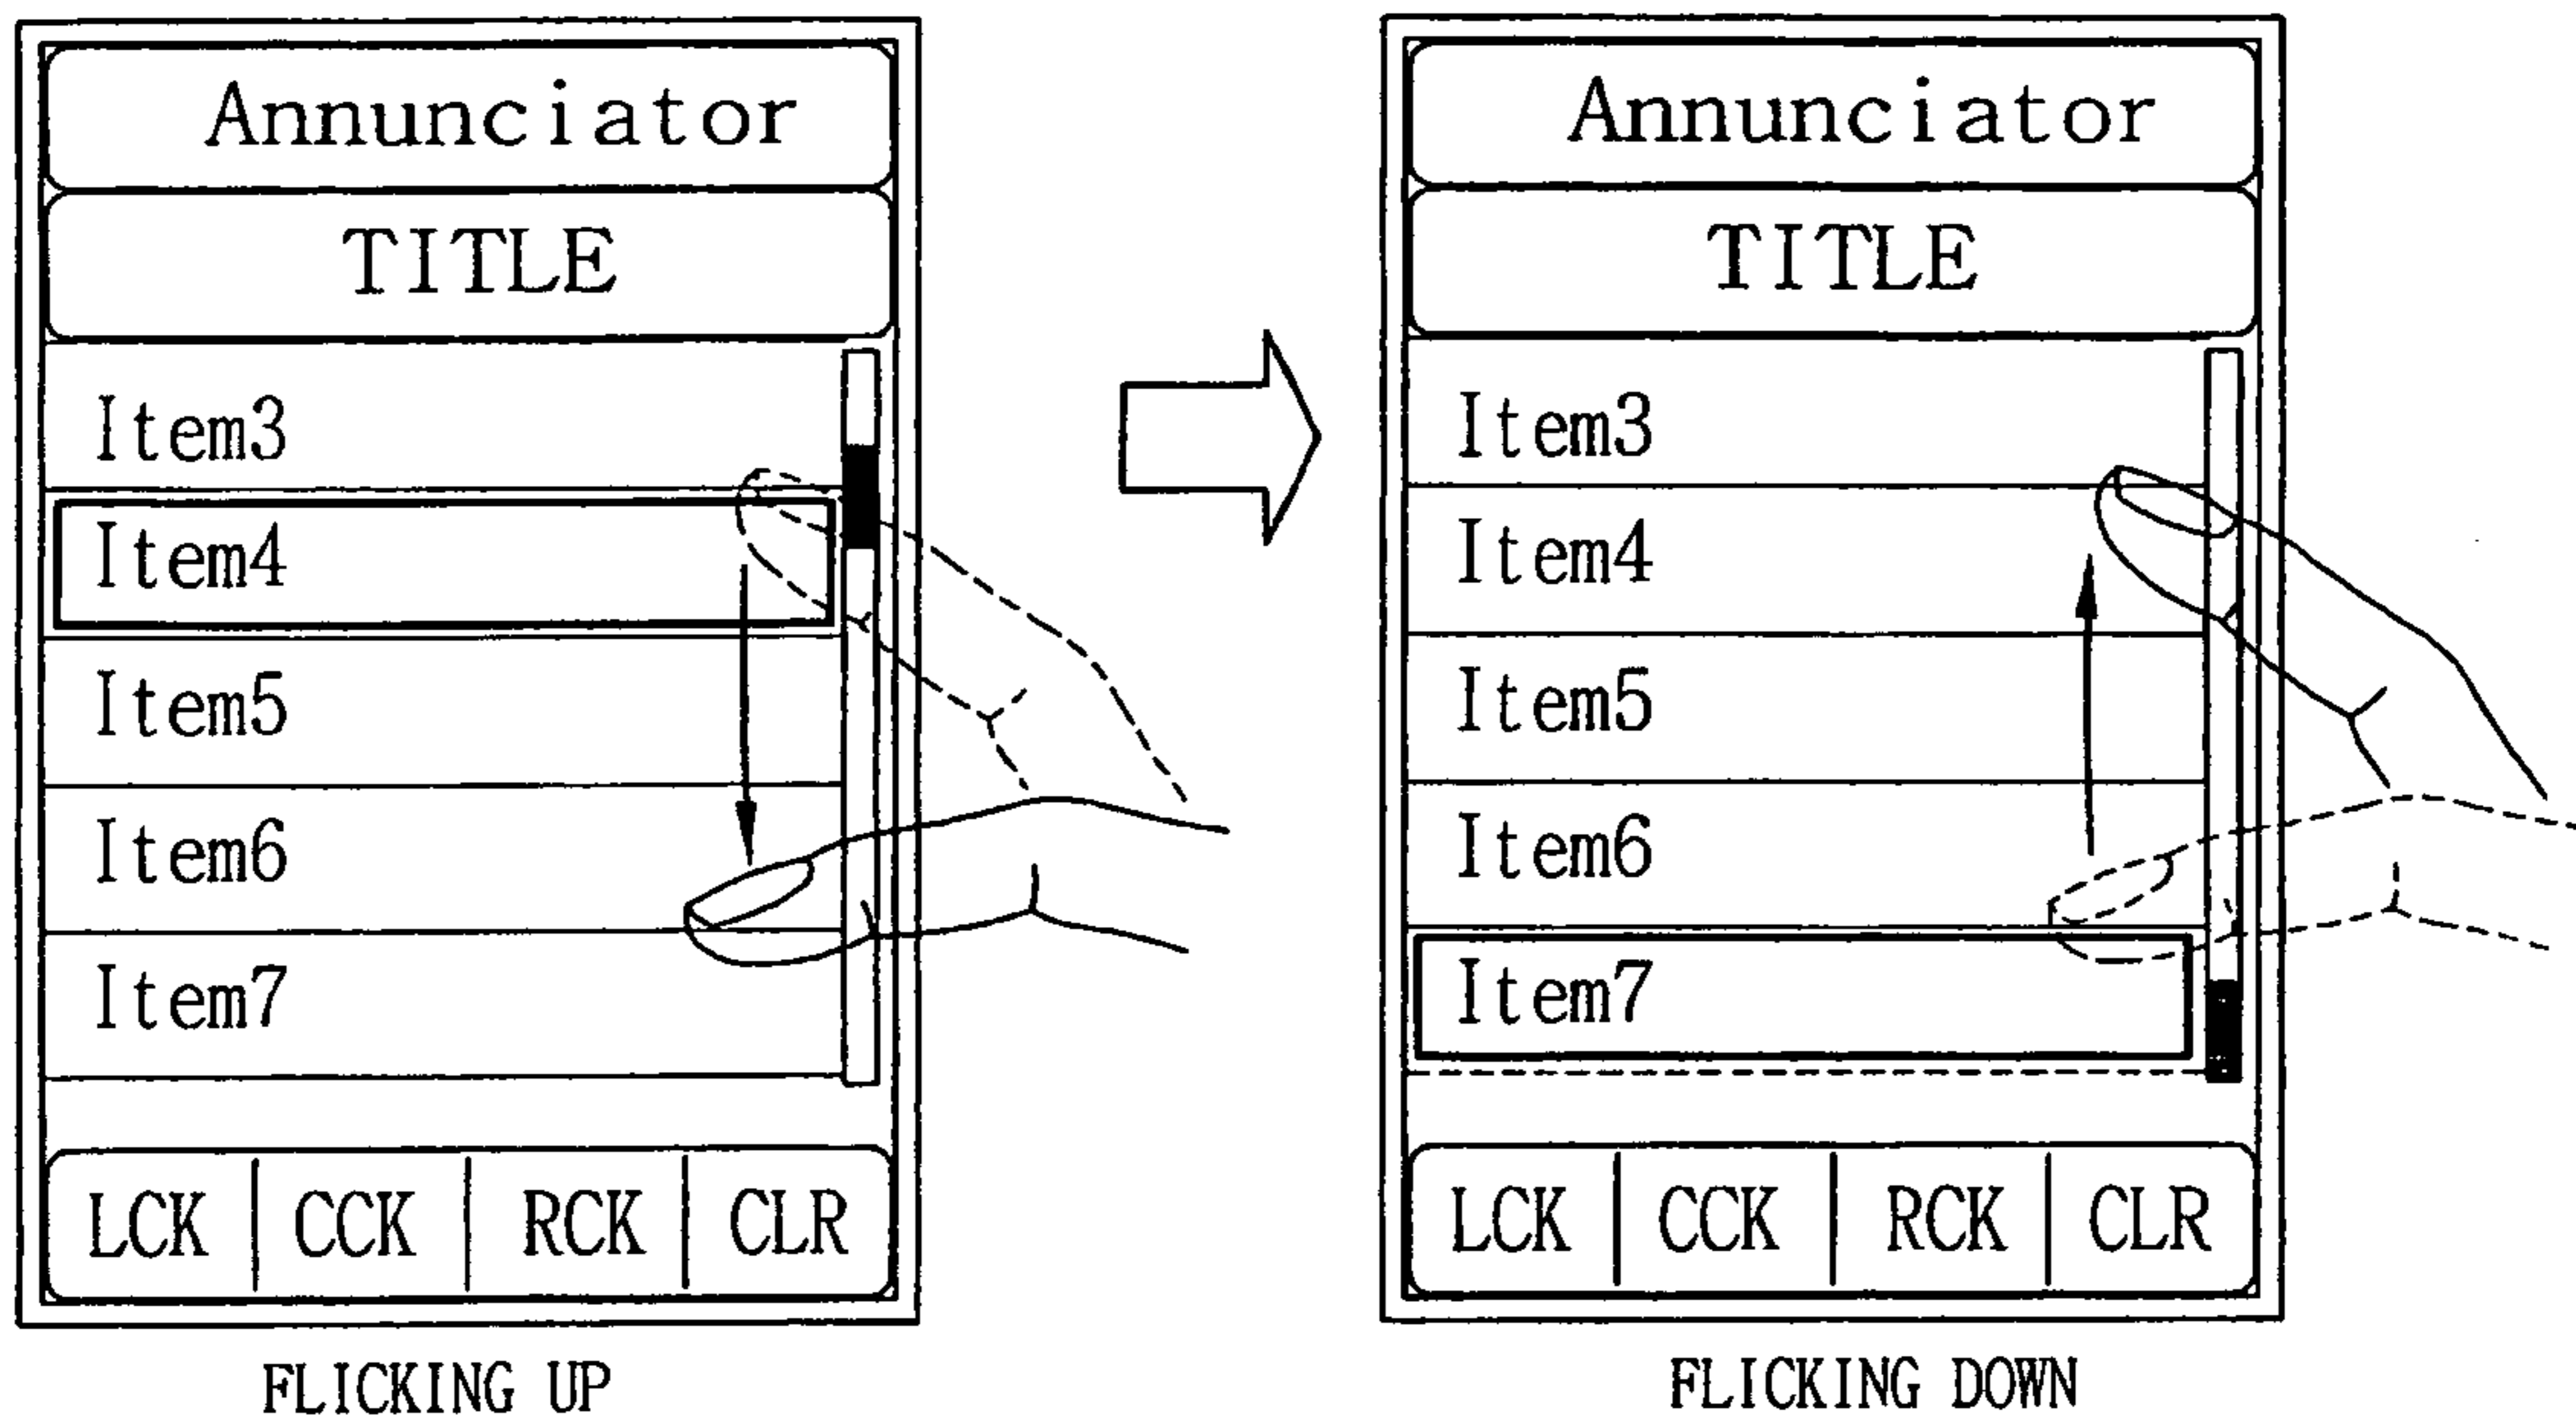 Annunciator
TITLE
Item3
Item4
Item5
Item6
Item7
LCK CCK RCK CLR
FLICKING UP
Annunciator
TITLE
Item3
Item4
Item5
Item6
Item7
LCK CCK RCK CLR
FLICKING DOWN